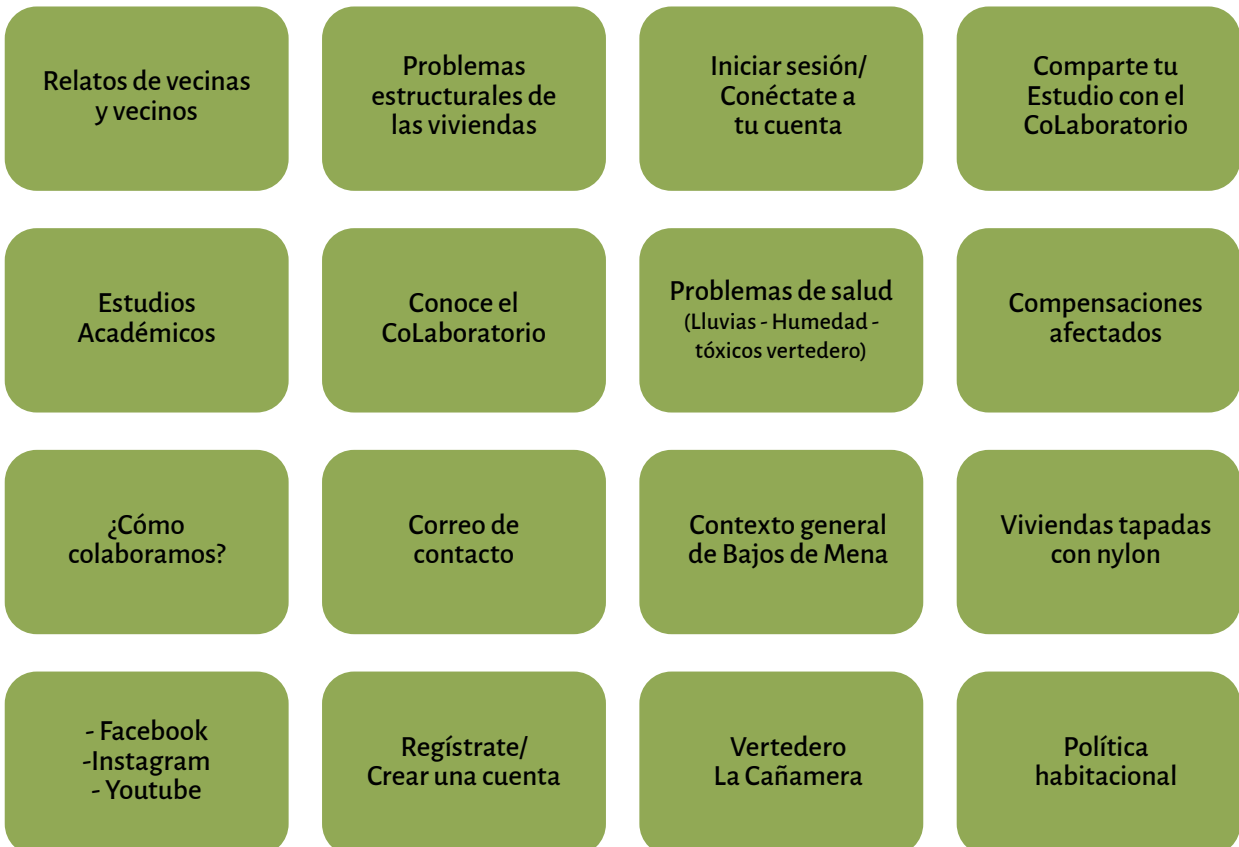 Relatos de vecinas
y vecinos
Problemas
estructurales de
las viviendas
Iniciar sesión/
Conéctate a
tu cuenta
Comparte tu
Estudio con el
CoLaboratorio
Estudios
Académicos
Conoce el
CoLaboratorio
Problemas de salud
(Lluvias - Humedad -
tóxicos vertedero)
Compensaciones
afectados
¿Cómo
colaboramos?
Correo de
contacto
Contexto general
de Bajos de Mena
Viviendas tapadas
con nylon
- Facebook
-Instagram
- Youtube
Regístrate/
Crear una cuenta
Vertedero
La Cañamera
Política
habitacional